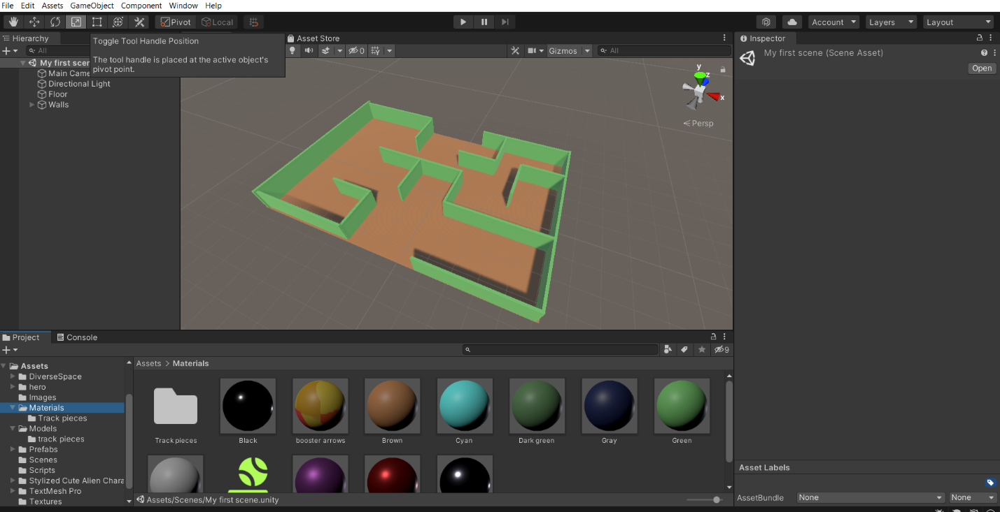 File Edit Assets GameObject Component Window Help
Pivot Local Account Layers Layout
Hierarchy
All
My first scen
Main Came
Directional Light
Floor
Walls
Toggle Tool Handle Position
The tool handle is placed at the active object's
pivot point.
Asset Store
0 Gizmos All
y
z
x
Persp
Inspector
My first scene (Scene Asset)
Open
Project Console
9
Assets
DiverseSpace
hero
Images
Materials
Track pieces
Models
track pieces
Prefabs
Scenes
Scripts
Stylized Cute Alien Chara
TextMesh Pro
Textures
Assets > Materials
Track pieces Black booster arrows Brown Cyan Dark green Gray Green
Assets/Scenes/My first scene.unity
Asset Labels
AssetBundle None None